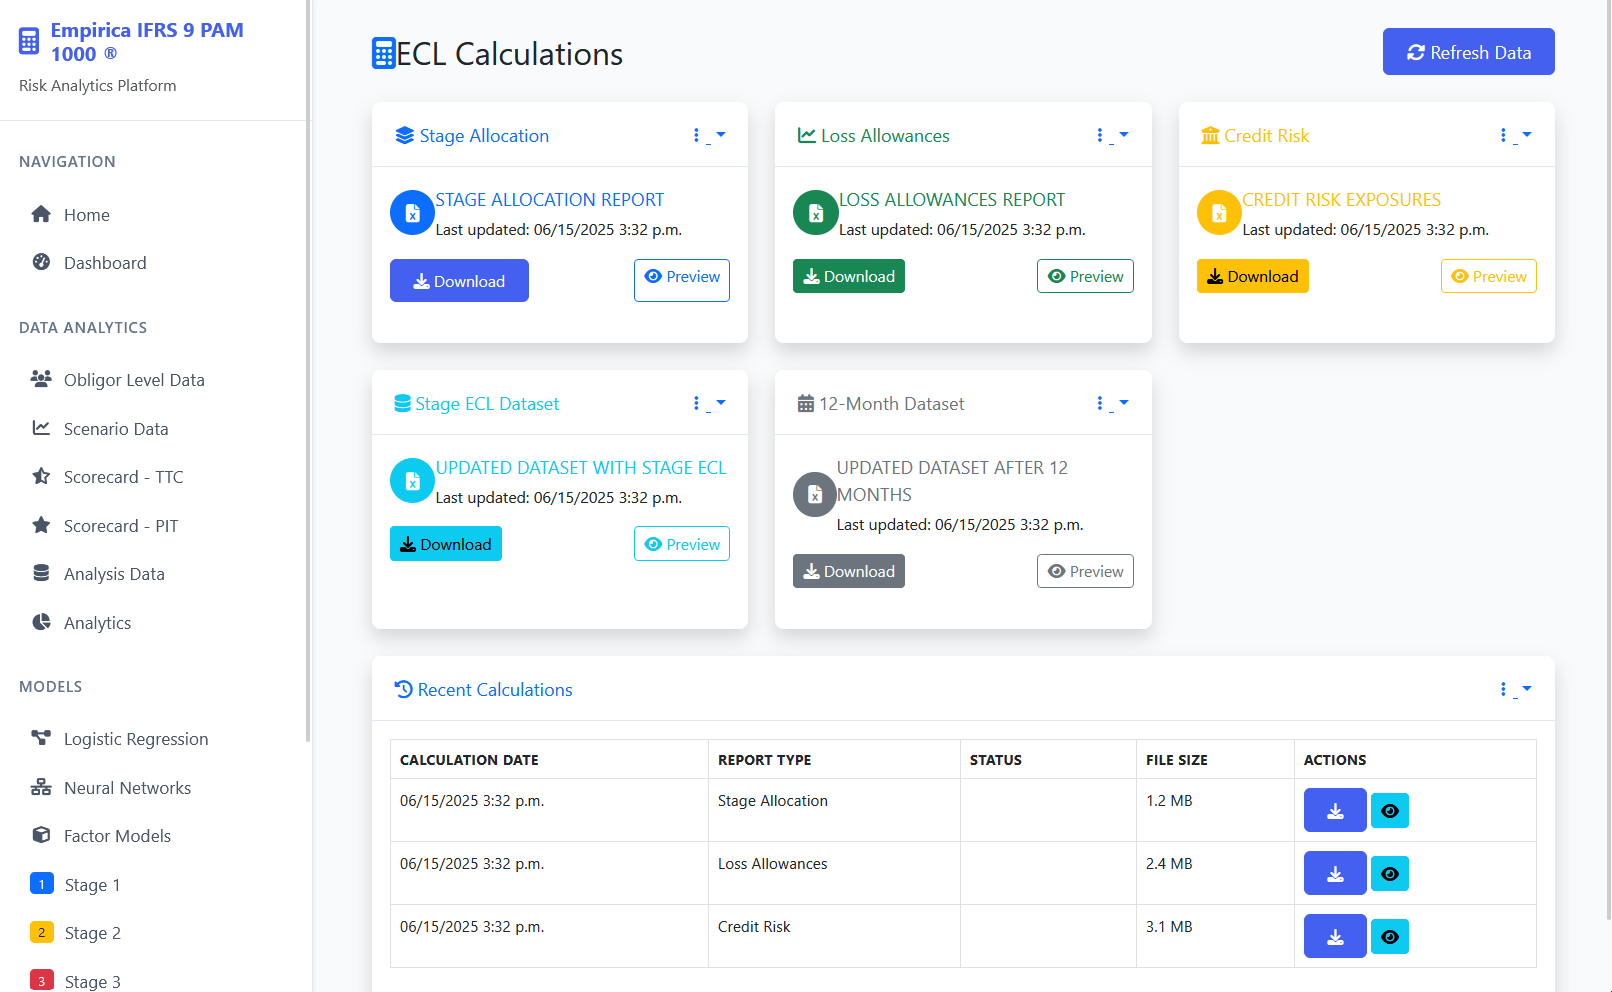 Empirica IFRS 9 PAM
1000 ®
Risk Analytics Platform
NAVIGATION
Home
Dashboard
DATA ANALYTICS
Obligor Level Data
Scenario Data
Scorecard - TTC
Scorecard - PIT
Analysis Data
Analytics
MODELS
Logistic Regression
Neural Networks
Factor Models
1 Stage 1
2 Stage 2
3 Stage 3
ECL Calculations
Refresh Data
Stage Allocation
STAGE ALLOCATION REPORT
Last updated: 06/15/2025 3:32 p.m.
Download Preview
Loss Allowances
LOSS ALLOWANCES REPORT
Last updated: 06/15/2025 3:32 p.m.
Download Preview
Credit Risk
CREDIT RISK EXPOSURES
Last updated: 06/15/2025 3:32 p.m.
Download Preview
Stage ECL Dataset
UPDATED DATASET WITH STAGE ECL
Last updated: 06/15/2025 3:32 p.m.
Download Preview
12-Month Dataset
UPDATED DATASET AFTER 12
MONTHS
Last updated: 06/15/2025 3:32 p.m.
Download Preview
Recent Calculations
CALCULATION DATE REPORT TYPE STATUS FILE SIZE ACTIONS
06/15/2025 3:32 p.m. Stage Allocation 1.2 MB
06/15/2025 3:32 p.m. Loss Allowances 2.4 MB
06/15/2025 3:32 p.m. Credit Risk 3.1 MB